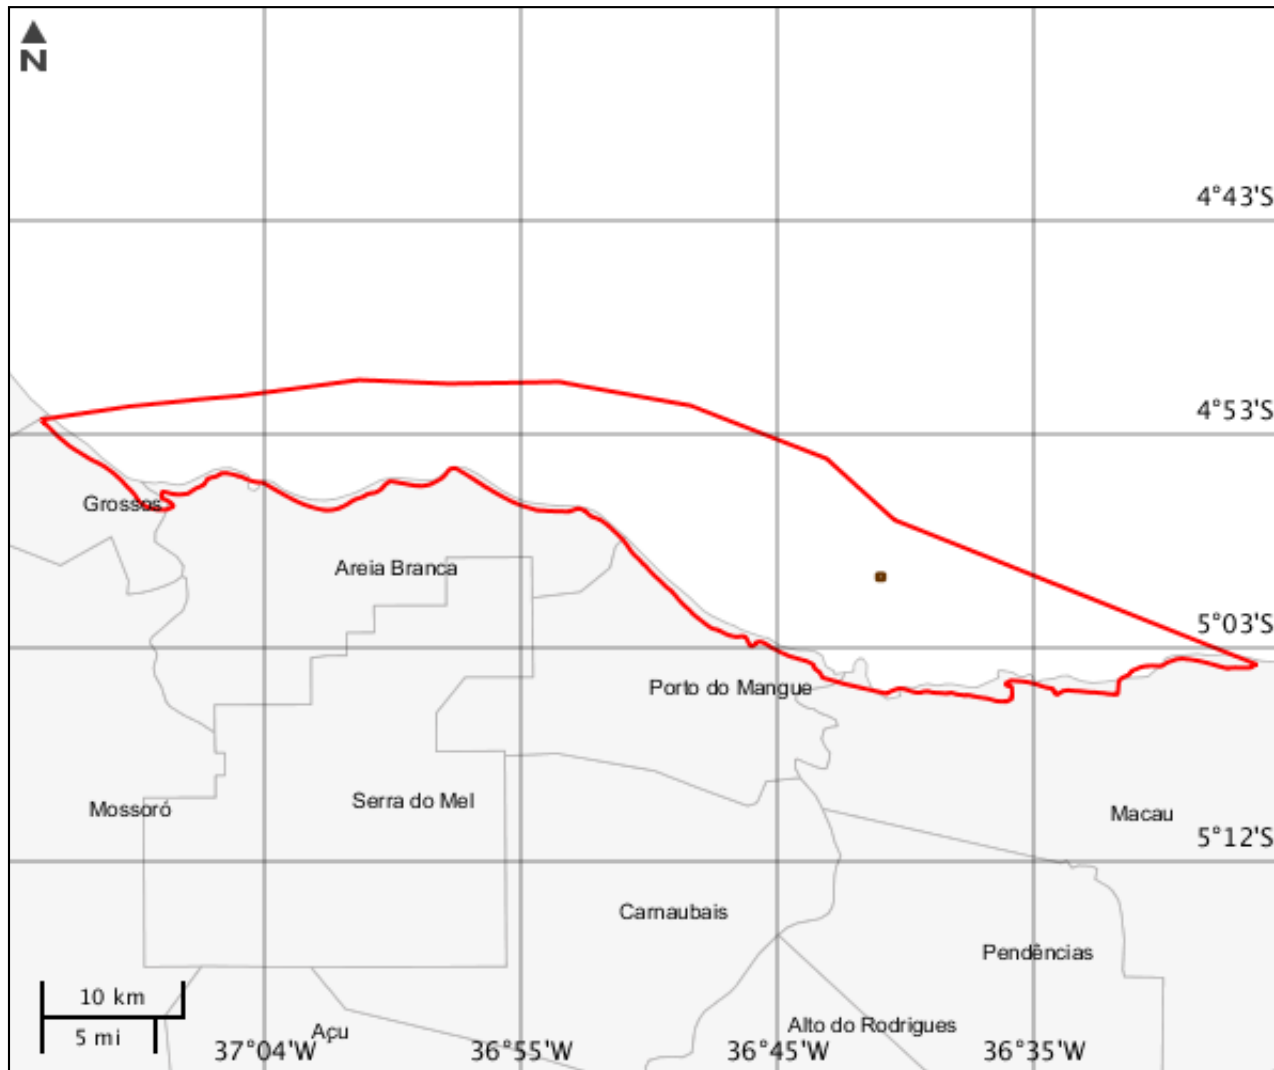 N
4°43'S
4°53'S
Grossos
Areia Branca
5°03'S
Porto do Mangue
Serra do Mel
Mossoró
Macau
5°12'S
Carnaubais
Pendências
10 km
5 mi
Açu
Alto do Rodrigues
37°04'W
36°55'W
36°45'W
36°35'W